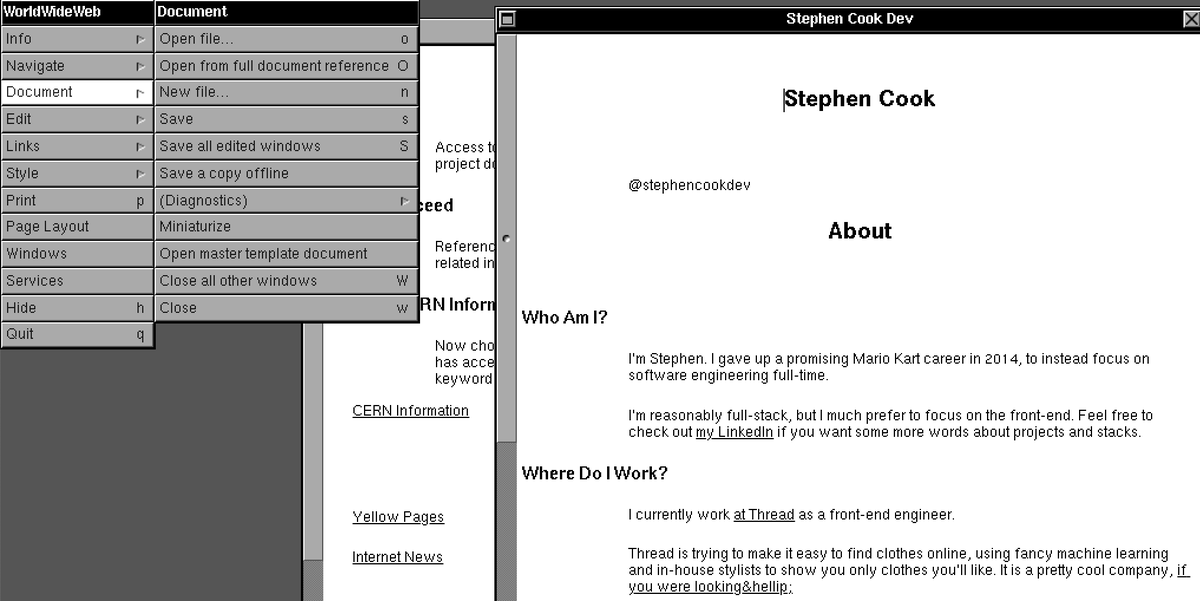 WorldWideWeb
Info
Navigate
Document
Edit
Links
Style
Print p
Page Layout
Windows
Services
Hide h
Quit q
Document
Open file... o
Open from full document reference O
New file... n
Save s
Save all edited windows S
Save a copy offline
(Diagnostics)
Miniaturize
Open master template document
Close all other windows W
Close w
Access
project
CERN Information
Now
has
keyword
Yellow Pages
Internet News
Stephen Cook Dev
Stephen Cook
@stephencookdev
About
Who Am I?
I'm Stephen. I gave up a promising Mario Kart career in 2014, to instead focus on
software engineering full-time.
I'm reasonably full-stack, but I much prefer to focus on the front-end. Feel free to
check out my LinkedIn if you want some more words about projects and stacks.
Where Do I Work?
I currently work at Thread as a front-end engineer.
Thread is trying to make it easy to find clothes online, using fancy machine learning
and in-house stylists to show you only clothes you'll like. It is a pretty cool company, if
you were looking&hellip;